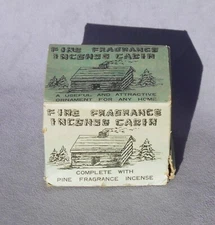 PINE FRAGRANCE
INCENSE CABIN
A USEFUL AND ATTRACTIVE
ORNAMENT FOR ANY HOME
PINE FRAGRANCE
INCENSE CABIN
COMPLETE WITH
PINE FRAGRANCE INCENSE